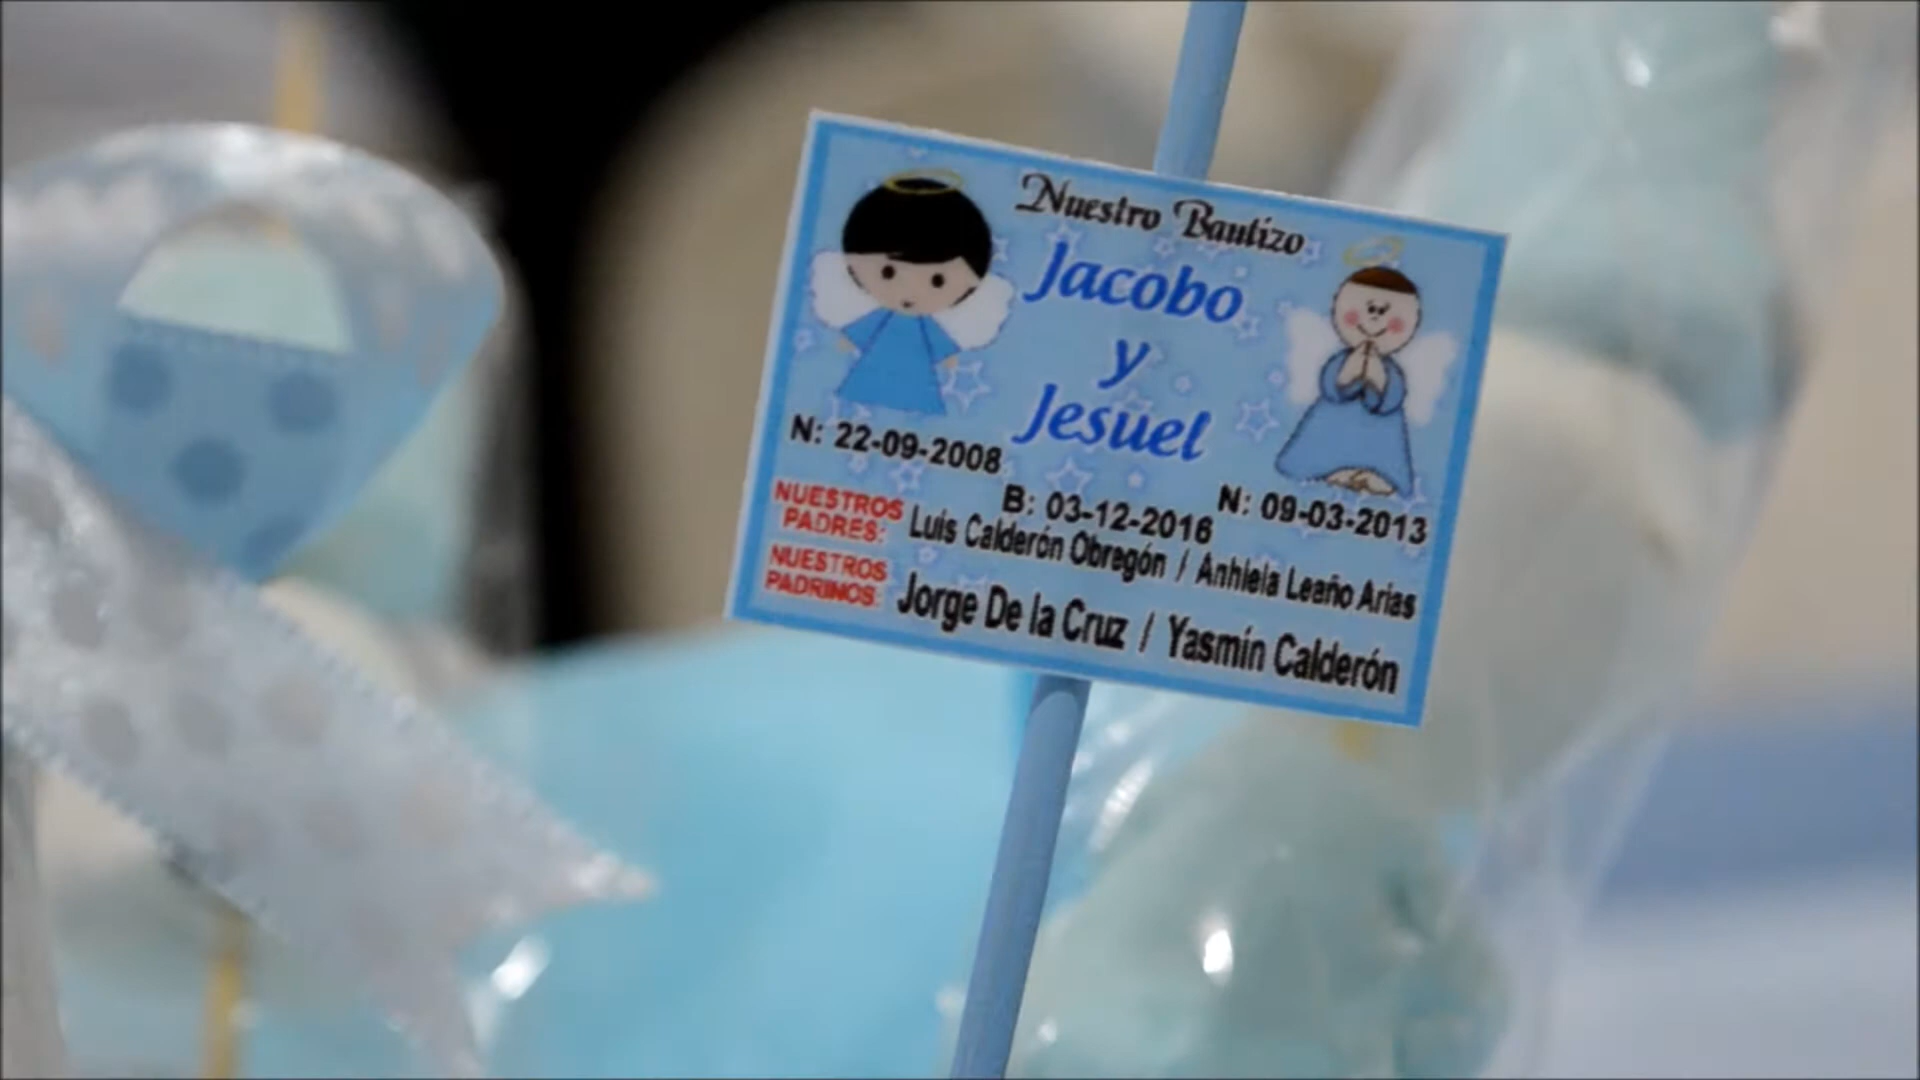 Nuestro Bautizo
Jacobo
y
Jesuel
N: 22-09-2008
B: 03-12-2016
N: 09-03-2013
NUESTROS PADRES: Luis Calderón Obregón / Anhiela Leaño Arias
NUESTROS PADRINOS: Jorge De la Cruz / Yasmín Calderón